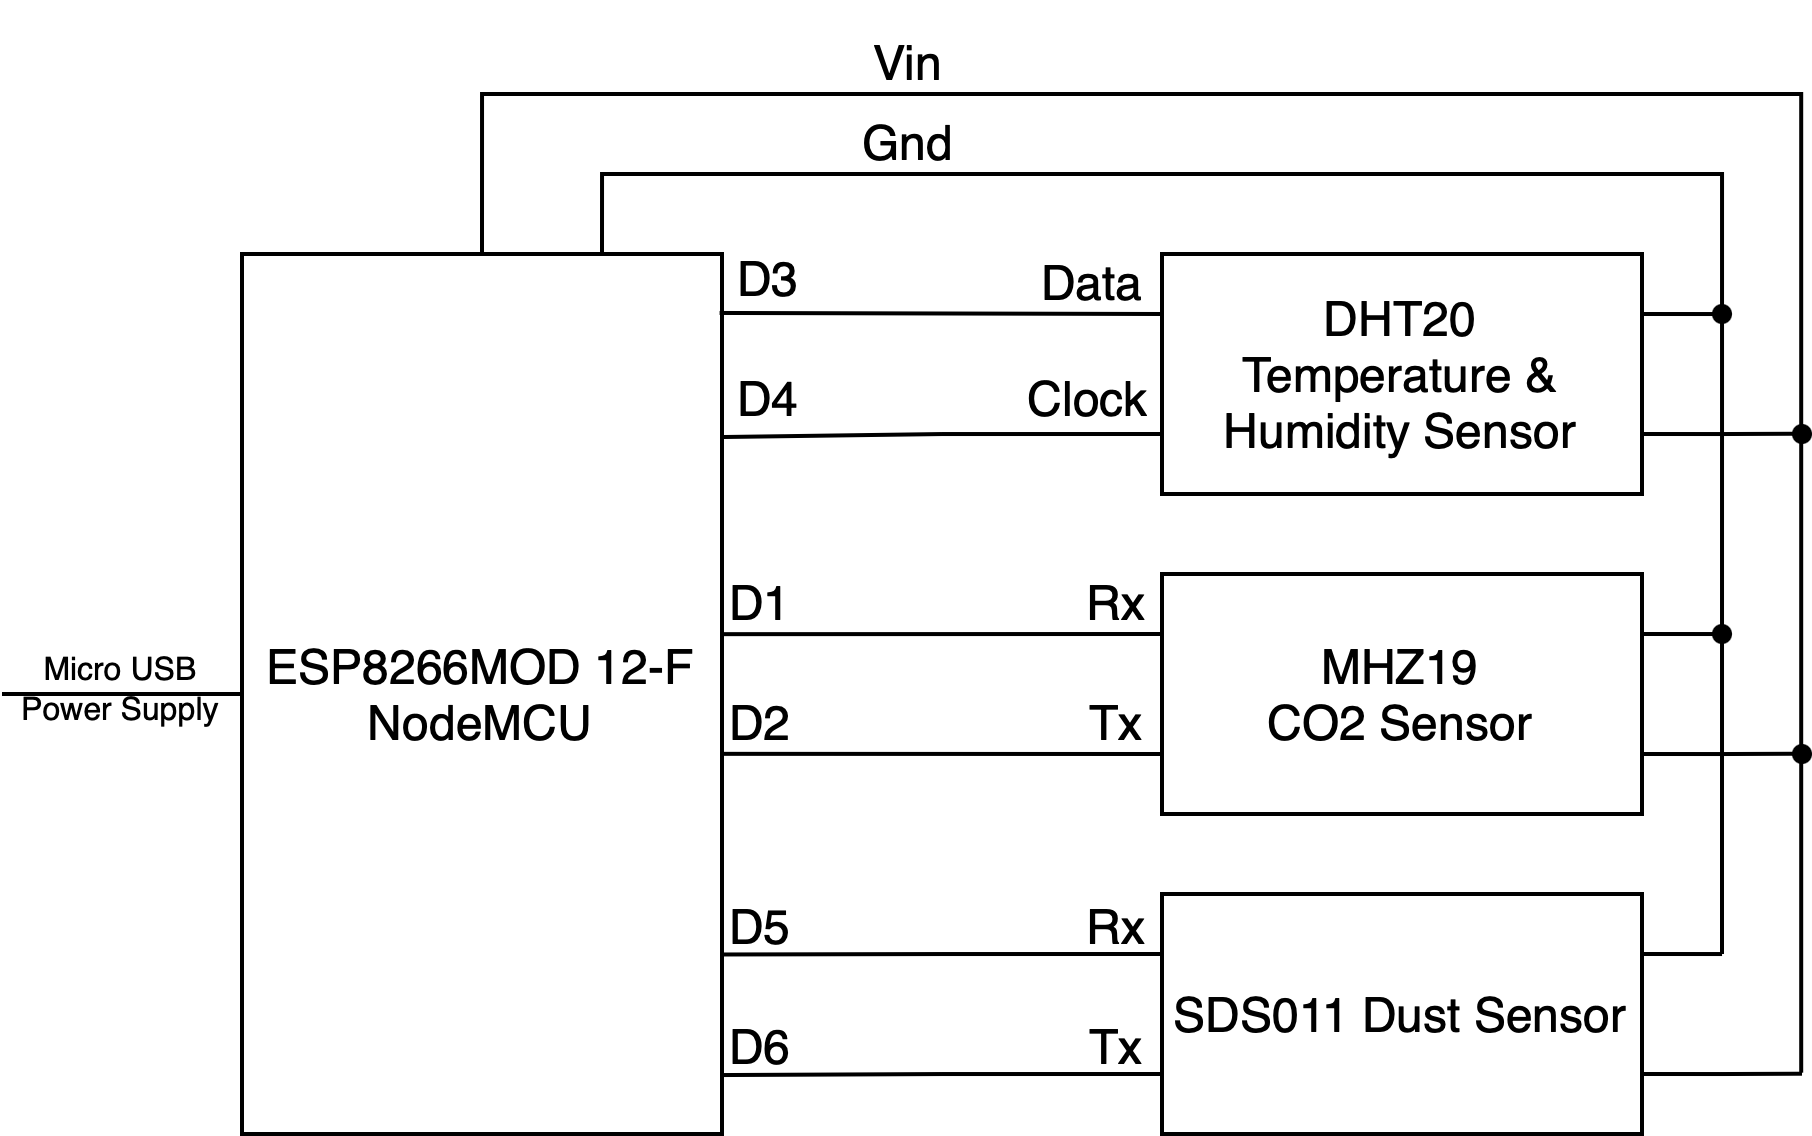 Vin
Gnd
D3
Data
DHT20
Temperature &
Humidity Sensor
D4
Clock
D1
Rx
Micro USB
Power Supply
ESP8266MOD 12-F
NodeMCU
MHZ19
CO2 Sensor
D2
Tx
D5
Rx
SDS011 Dust Sensor
D6
Tx